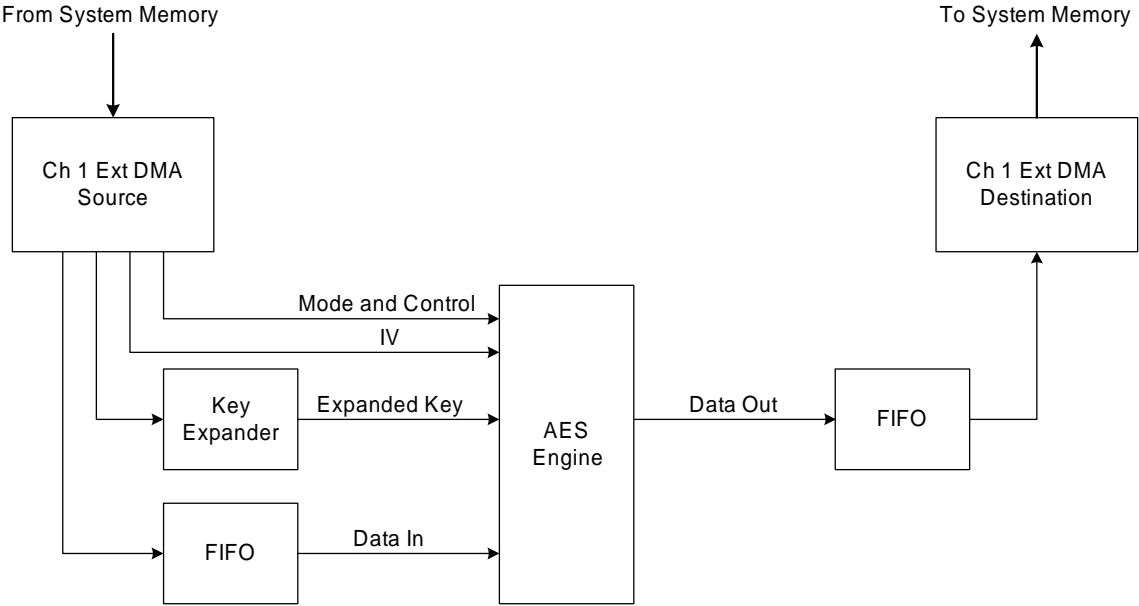 From System Memory
To System Memory
Ch 1 Ext DMA
Source
Ch 1 Ext DMA
Destination
Mode and Control
IV
Key
Expander
Expanded Key
AES
Engine
Data Out
FIFO
FIFO
Data In